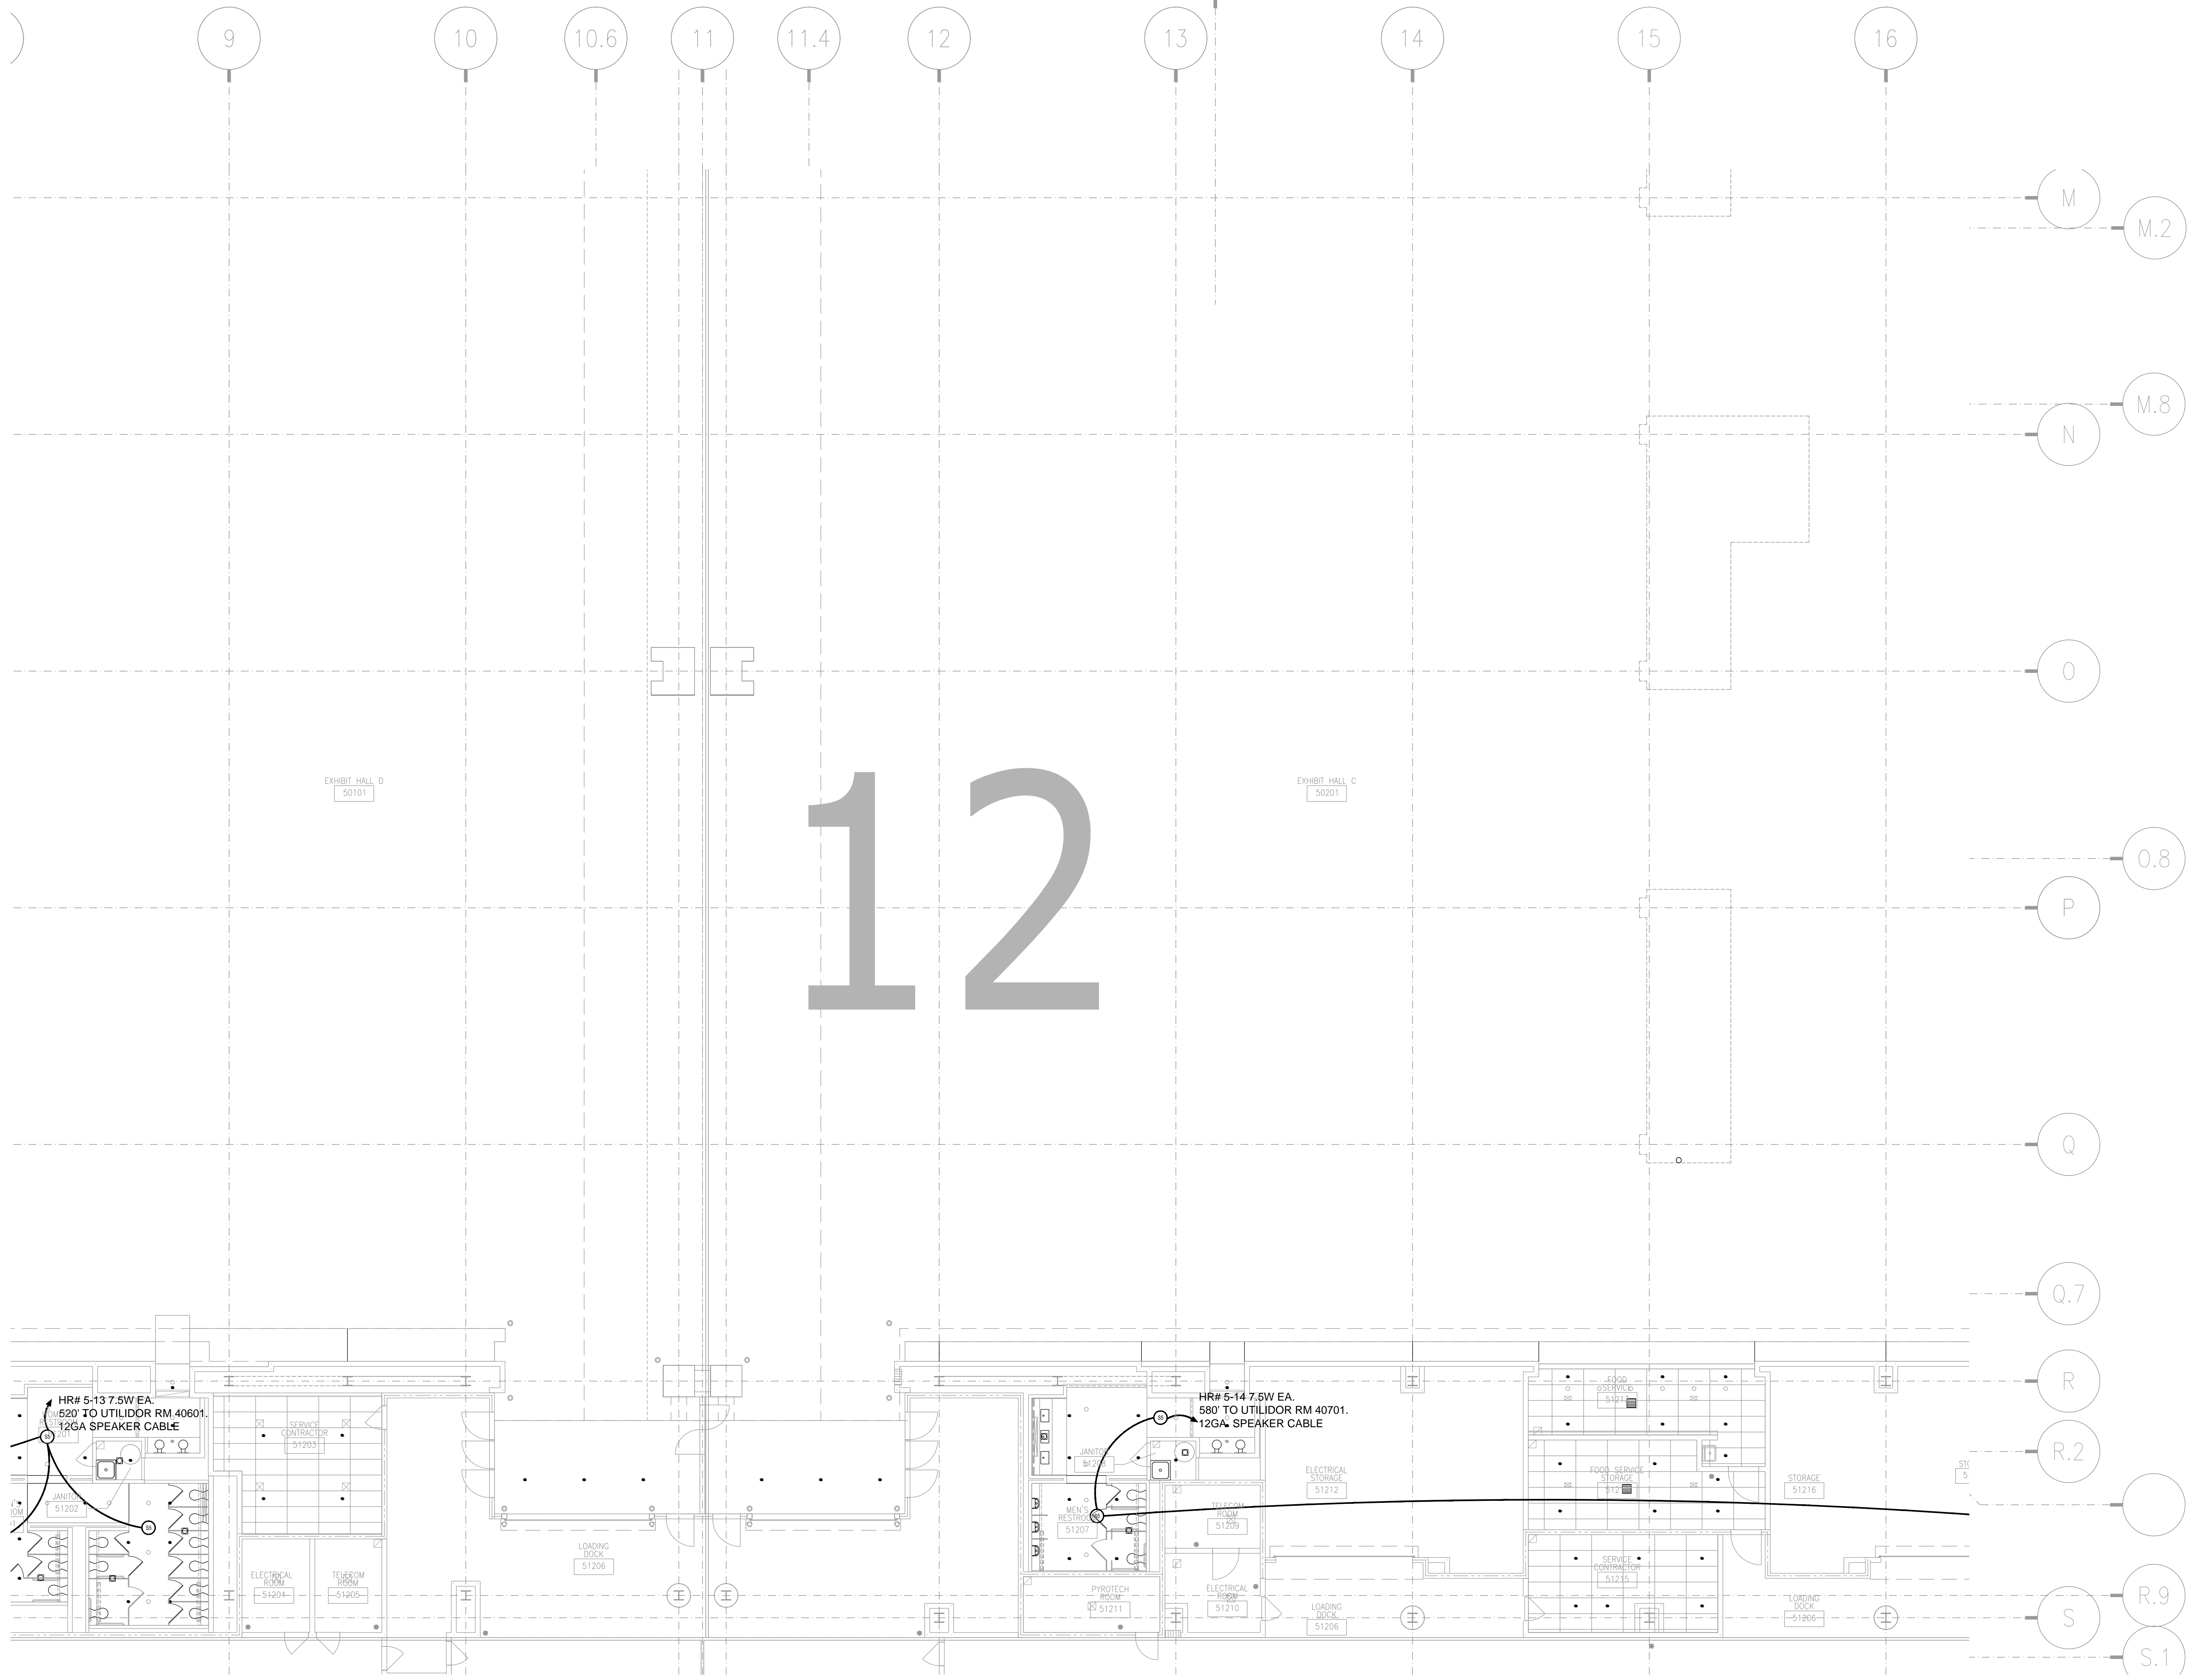 9
10
10.6
11
11.4
12
13
14
15
16
M
M.2
M.8
N
O
EXHIBIT HALL D
50101
12
EXHIBIT HALL C
50201
O.8
P
Q
Q.7
R
HR# 5-13 7.5W EA.
520' TO UTILIDOR RM 40601.
12GA SPEAKER CABLE
S5
JANITOR
51202
S5
SERVICE
CONTRACTOR
51203
ELECTRICAL
ROOM
51204
TELECOM
ROOM
51205
LOADING
DOCK
51206
HR# 5-14 7.5W EA.
580' TO UTILIDOR RM 40701.
12GA. SPEAKER CABLE
S5
JANITOR
MEN'S
RESTROOM
51207
TELECOM
ROOM
51209
PYROTECH
ROOM
51211
ELECTRICAL
ROOM
51210
ELECTRICAL
STORAGE
51212
LOADING
DOCK
51206
FOOD
SERVICE
FOOD SERVICE
STORAGE
SERVICE
CONTRACTOR
51215
STORAGE
51216
LOADING
DOCK
51206
R.2
R.9
S
S.1